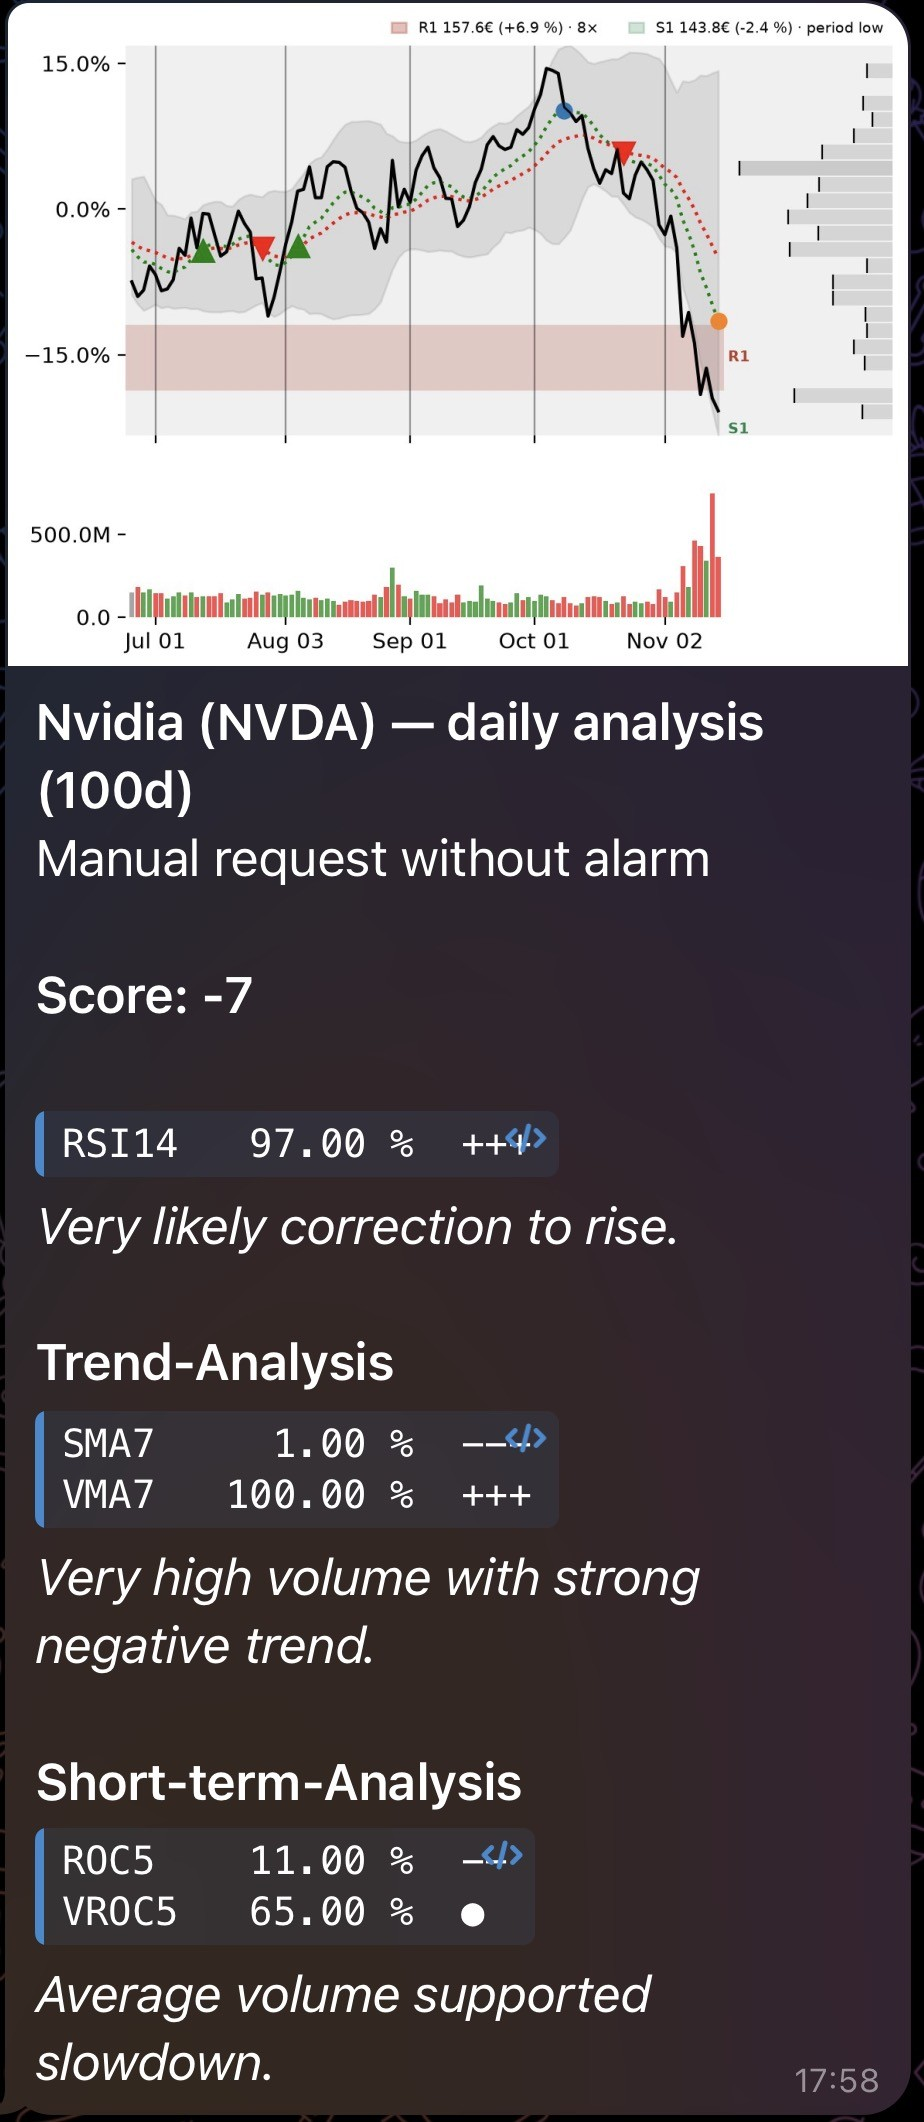 R1 157.6€ (+6.9 %) · 8×   S1 143.8€ (-2.4 %) · period low
15.0%
0.0%
−15.0%
R1
S1
500.0M
0.0
Jul 01   Aug 03   Sep 01   Oct 01   Nov 02
Nvidia (NVDA) — daily analysis
(100d)
Manual request without alarm
Score: -7
RSI14   97.00 %  +++
Very likely correction to rise.
Trend-Analysis
SMA7   1.00 %  −−−
VMA7   100.00 %  +++
Very high volume with strong
negative trend.
Short-term-Analysis
ROC5   11.00 %  −−
VROC5   65.00 %  ●
Average volume supported
slowdown.
17:58